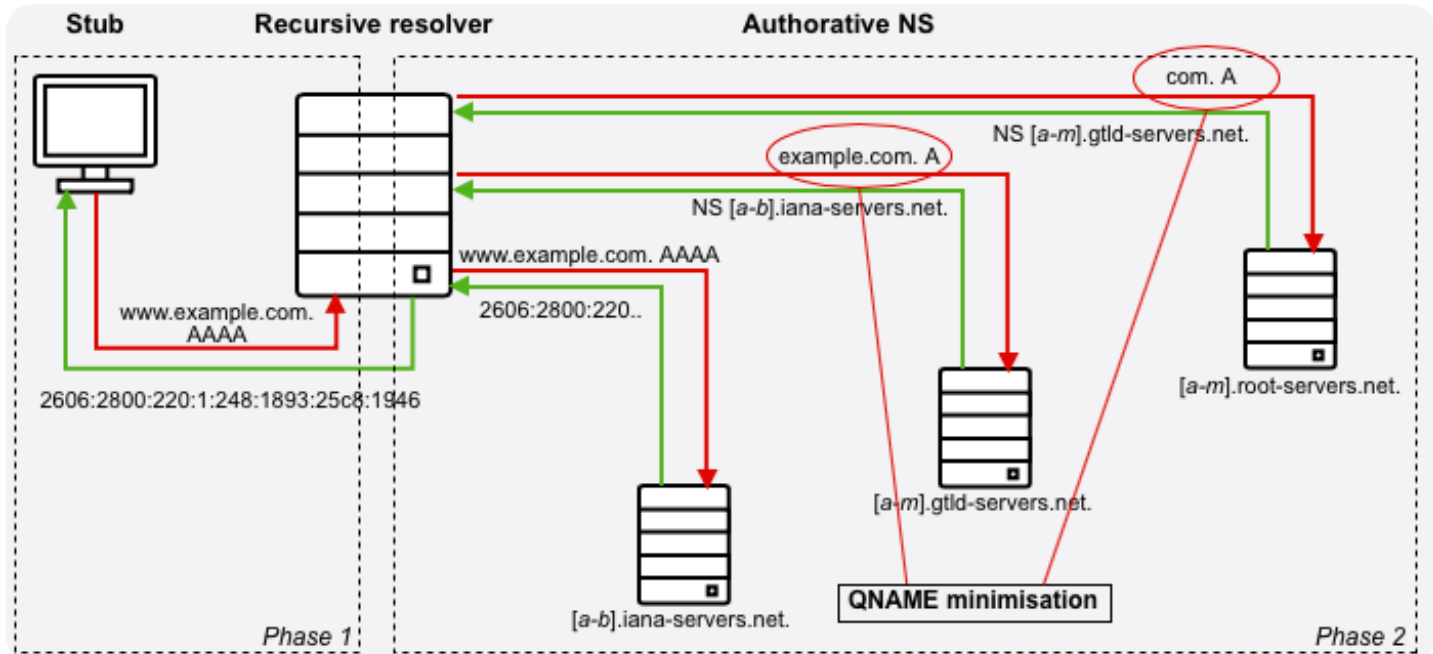 Stub
Recursive resolver
Authorative NS
com. A
NS [a-m].gtld-servers.net.
example.com. A
NS [a-b].iana-servers.net.
www.example.com. AAAA
2606:2800:220..
www.example.com.
AAAA
2606:2800:220:1:248:1893:25c8:1946
[a-m].root-servers.net.
[a-m].gtld-servers.net.
[a-b].iana-servers.net.
QNAME minimisation
Phase 1
Phase 2